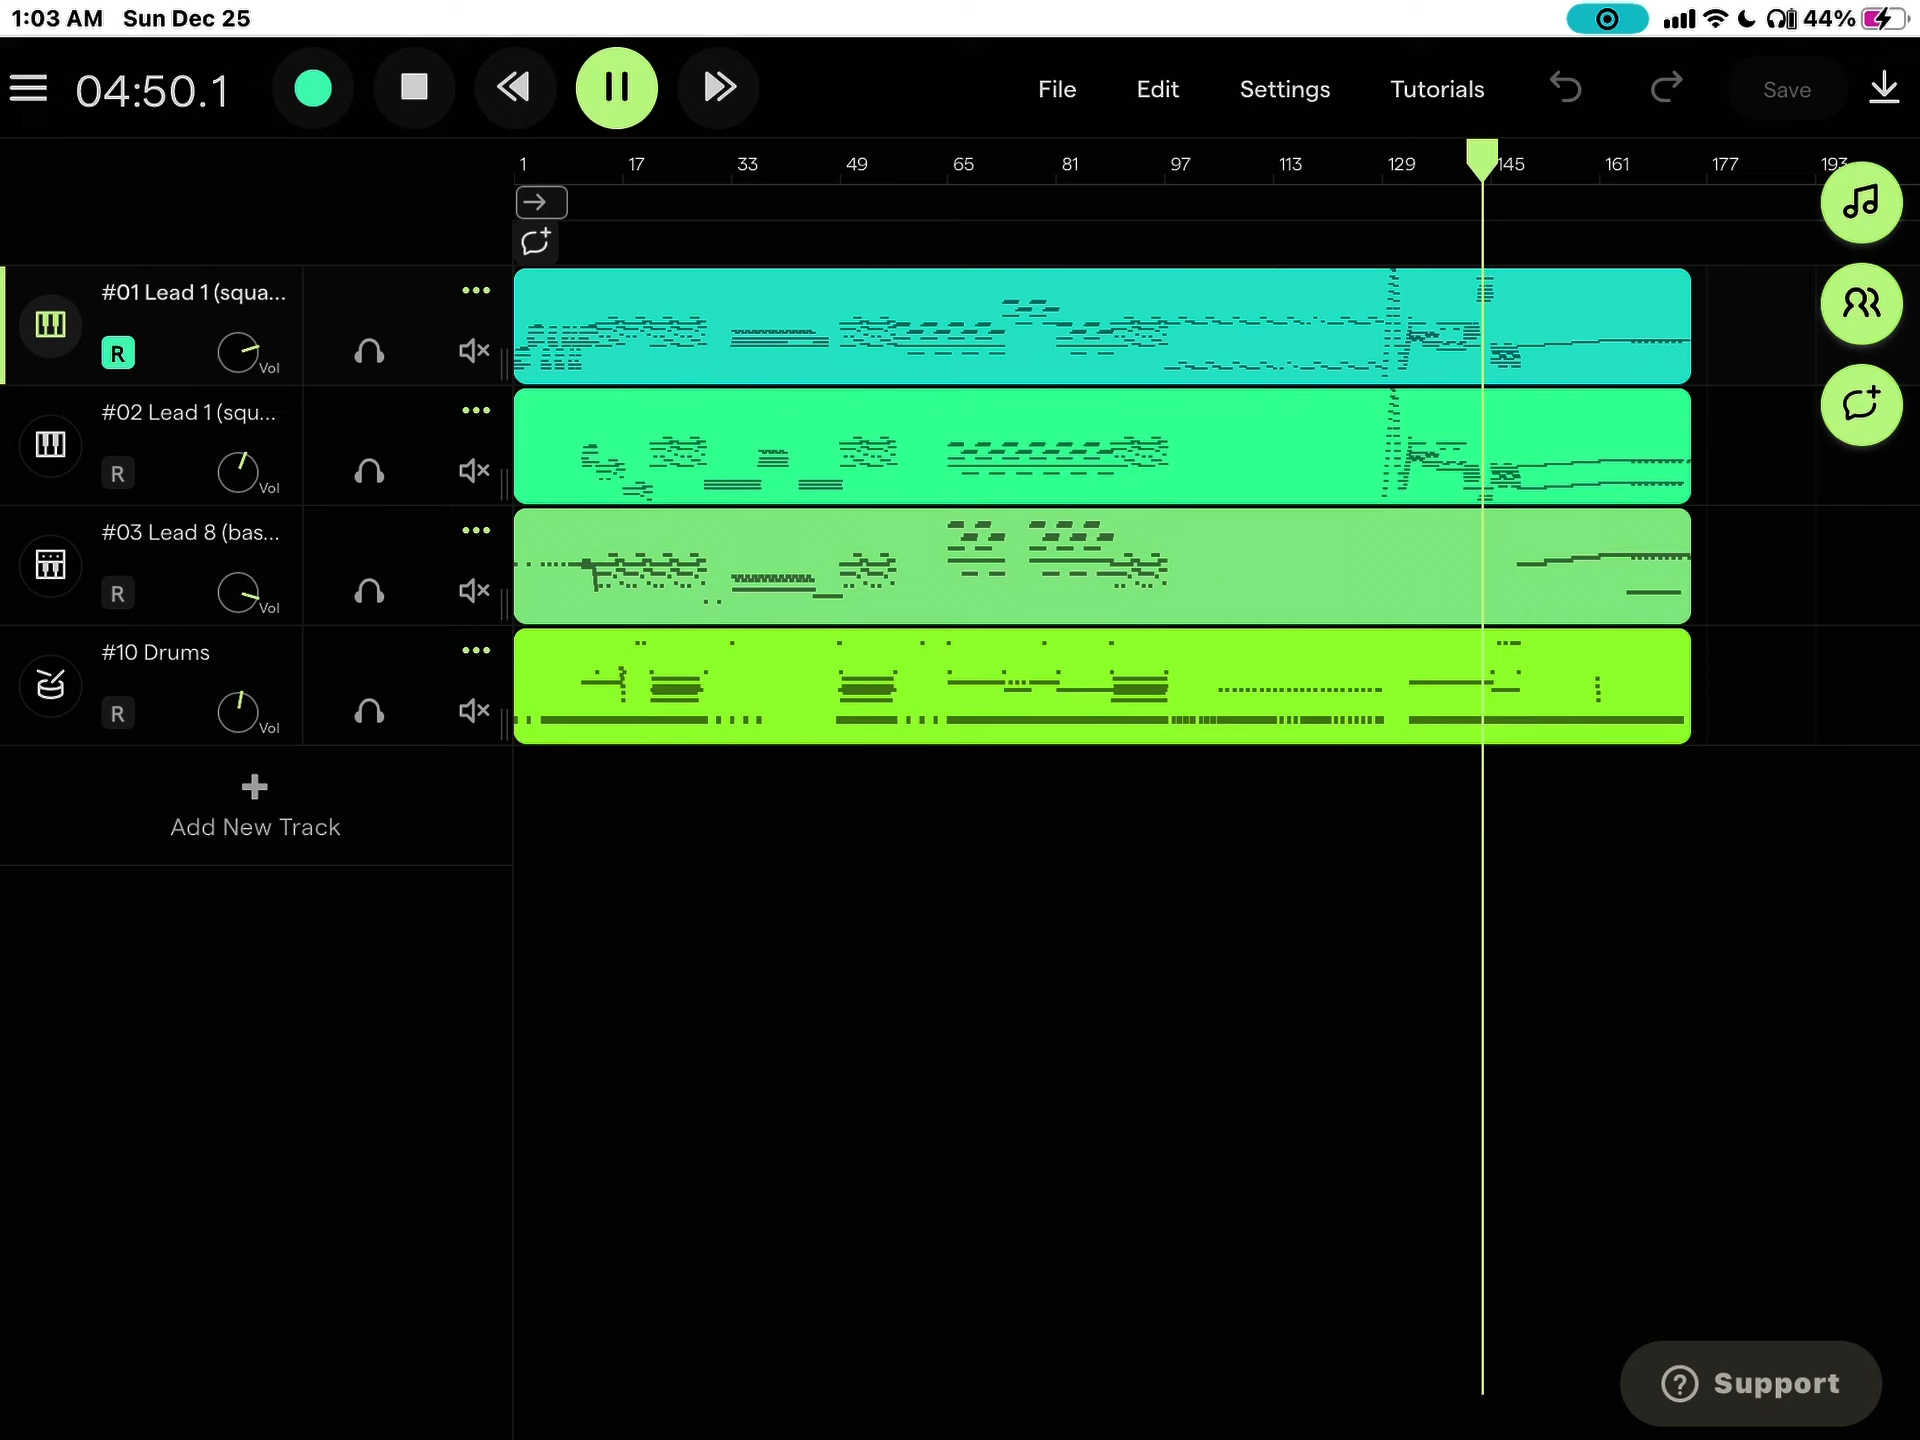 1:03 AM Sun Dec 25 44%
04:50.1 File Edit Settings Tutorials Save
1 17 33 49 65 81 97 113 129 145 161 177 193
#01 Lead 1 (squa...
R Vol
#02 Lead 1 (squ...
R Vol
#03 Lead 8 (bas...
R Vol
#10 Drums
R Vol
Add New Track
? Support